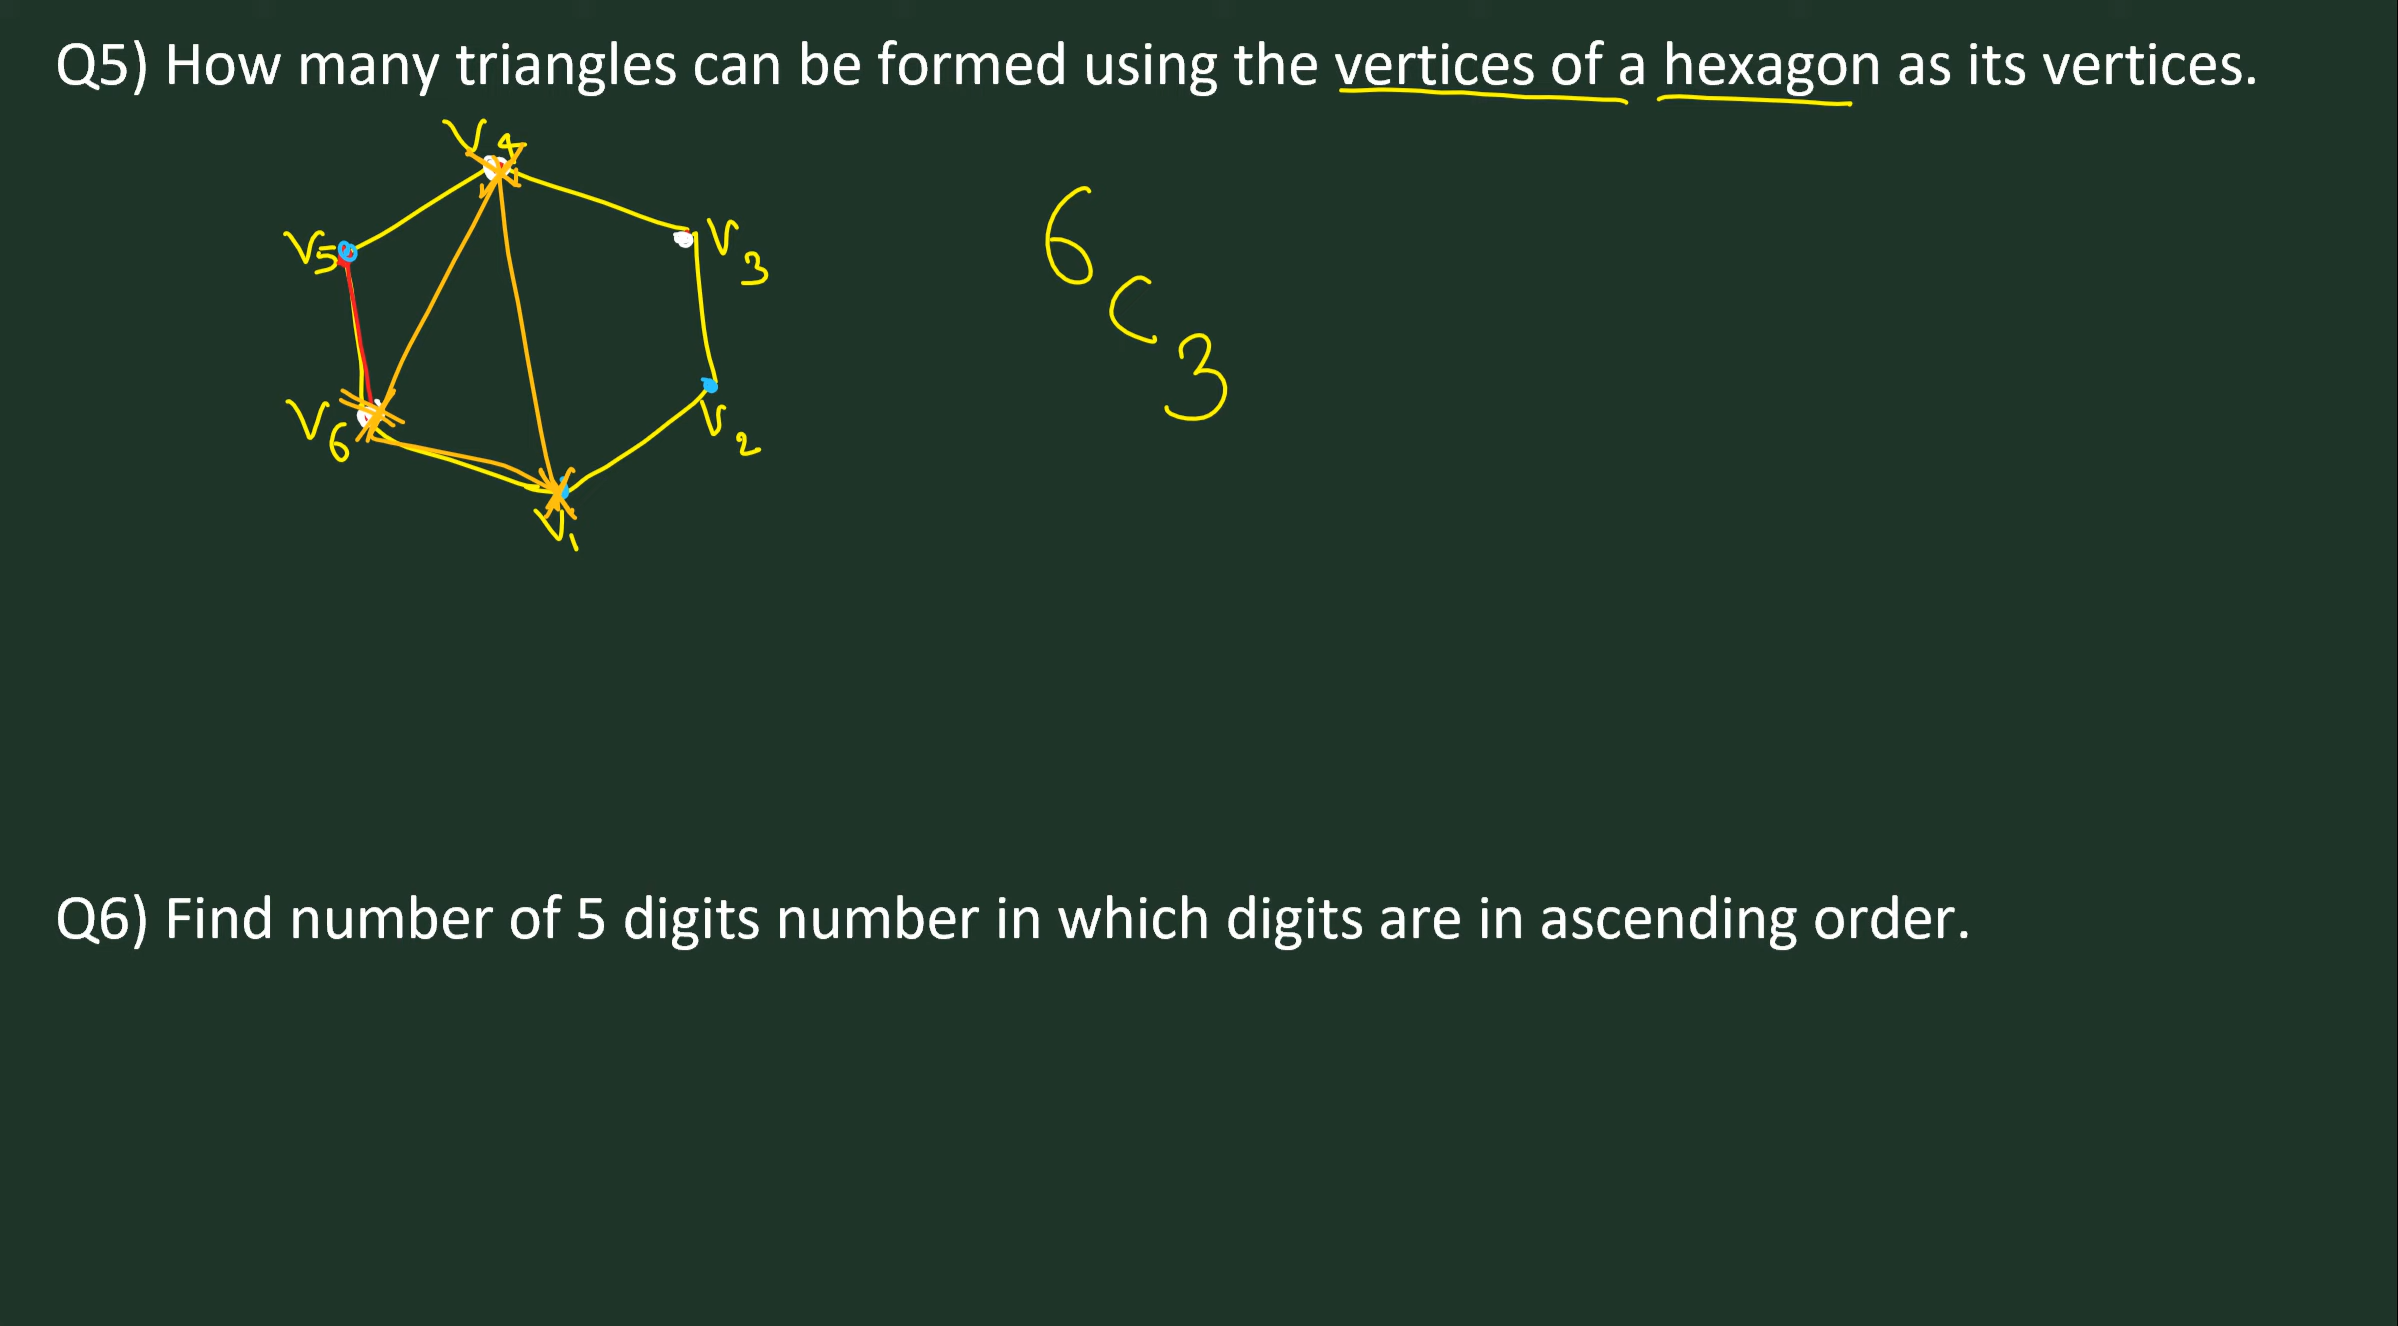 Q5) How many triangles can be formed using the vertices of a hexagon as its vertices.
V4
V3
V5
6C3
V6
V2
V1
Q6) Find number of 5 digits number in which digits are in ascending order.